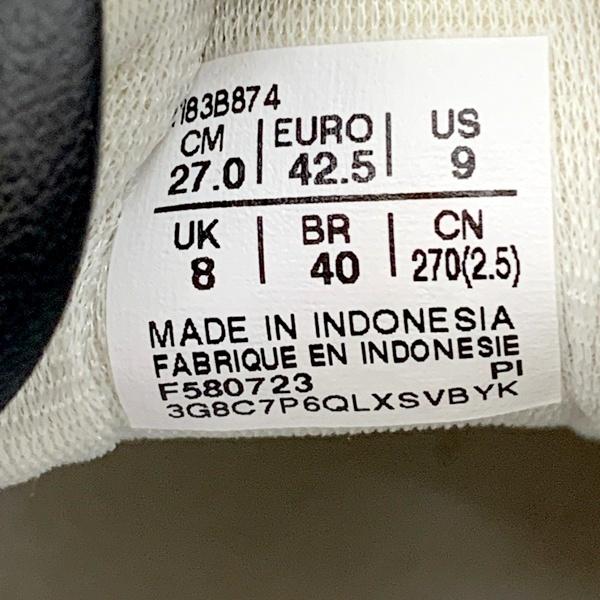 183B874
CM | EURO | US
27.0 | 42.5 | 9
UK | BR | CN
8 | 40 | 270(2.5)
MADE IN INDONESIA
FABRIQUE EN INDONESIE
F580723 PI
3G8C7P6QLXSVBYK